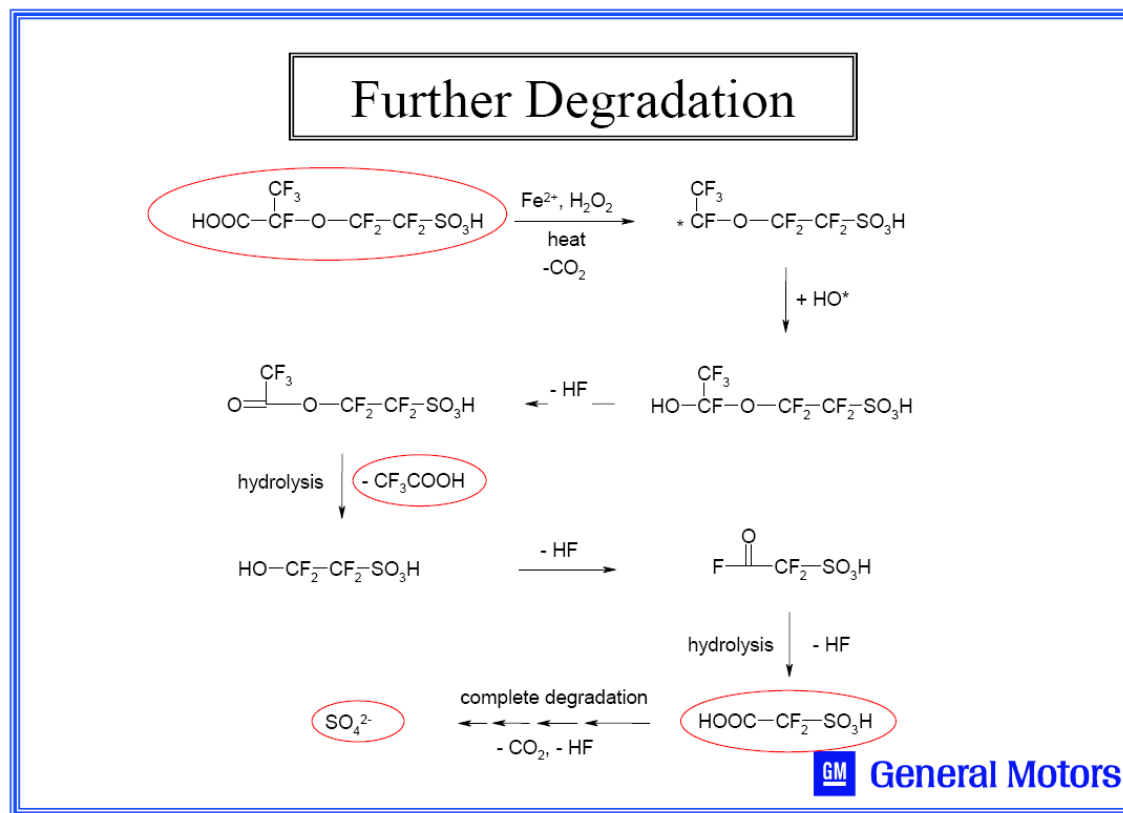 Further Degradation
CF₃
HOOC–CF–O–CF₂–CF₂–SO₃H
Fe²⁺, H₂O₂
heat
-CO₂
CF₃
* CF–O–CF₂–CF₂–SO₃H
+ HO*
CF₃
O=–O–CF₂–CF₂–SO₃H
- HF
CF₃
HO–CF–O–CF₂–CF₂–SO₃H
hydrolysis
- CF₃COOH
HO–CF₂–CF₂–SO₃H
- HF
O
F–CF₂–SO₃H
hydrolysis
- HF
SO₄²⁻
complete degradation
- CO₂, - HF
HOOC–CF₂–SO₃H
GM General Motors